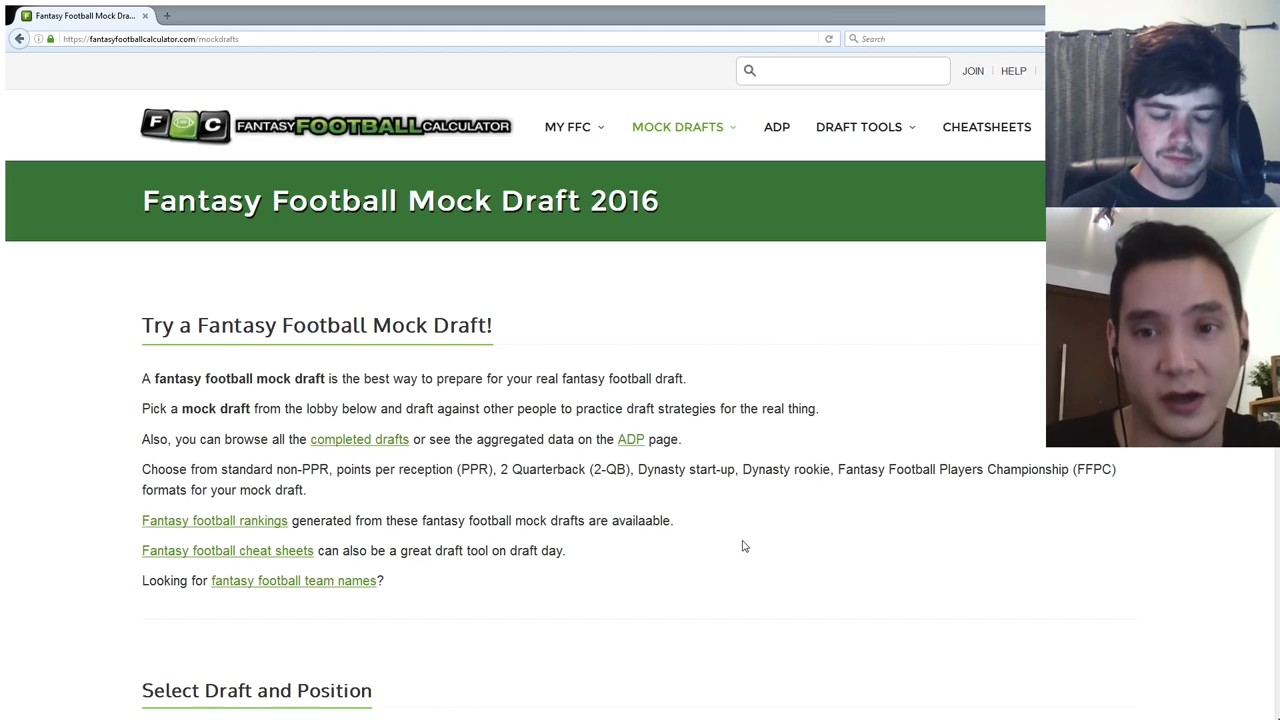 Fantasy Football Mock Dra...
https://fantasyfootballcalculator.com/mockdrafts
Search
JOIN HELP
F FFC C FANTASYFOOTBALLCALCULATOR
MY FFC MOCK DRAFTS ADP DRAFT TOOLS CHEATSHEETS
Fantasy Football Mock Draft 2016
Try a Fantasy Football Mock Draft!
A fantasy football mock draft is the best way to prepare for your real fantasy football draft.
Pick a mock draft from the lobby below and draft against other people to practice draft strategies for the real thing.
Also, you can browse all the completed drafts or see the aggregated data on the ADP page.
Choose from standard non-PPR, points per reception (PPR), 2 Quarterback (2-QB), Dynasty start-up, Dynasty rookie, Fantasy Football Players Championship (FFPC)
formats for your mock draft.
Fantasy football rankings generated from these fantasy football mock drafts are availaable.
Fantasy football cheat sheets can also be a great draft tool on draft day.
Looking for fantasy football team names?
Select Draft and Position